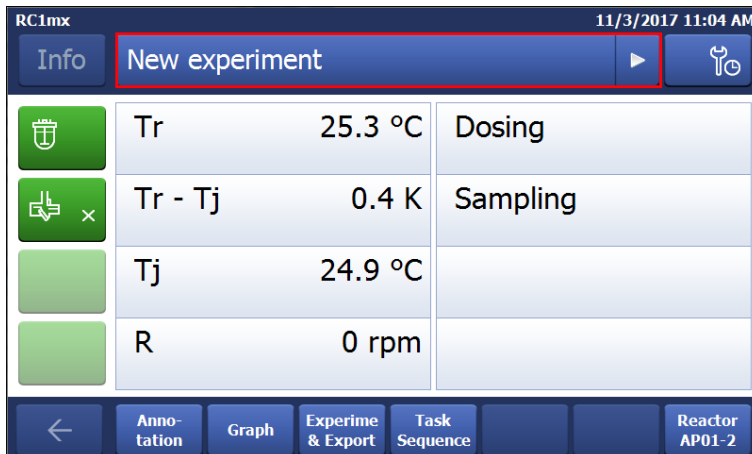 RC1mx
11/3/2017 11:04 AM
Info
New experiment
Tr 25.3 °C
Dosing
Tr - Tj 0.4 K
Sampling
×
Tj 24.9 °C
R 0 rpm
Anno-
tation
Graph
Experime
& Export
Task
Sequence
Reactor
AP01-2